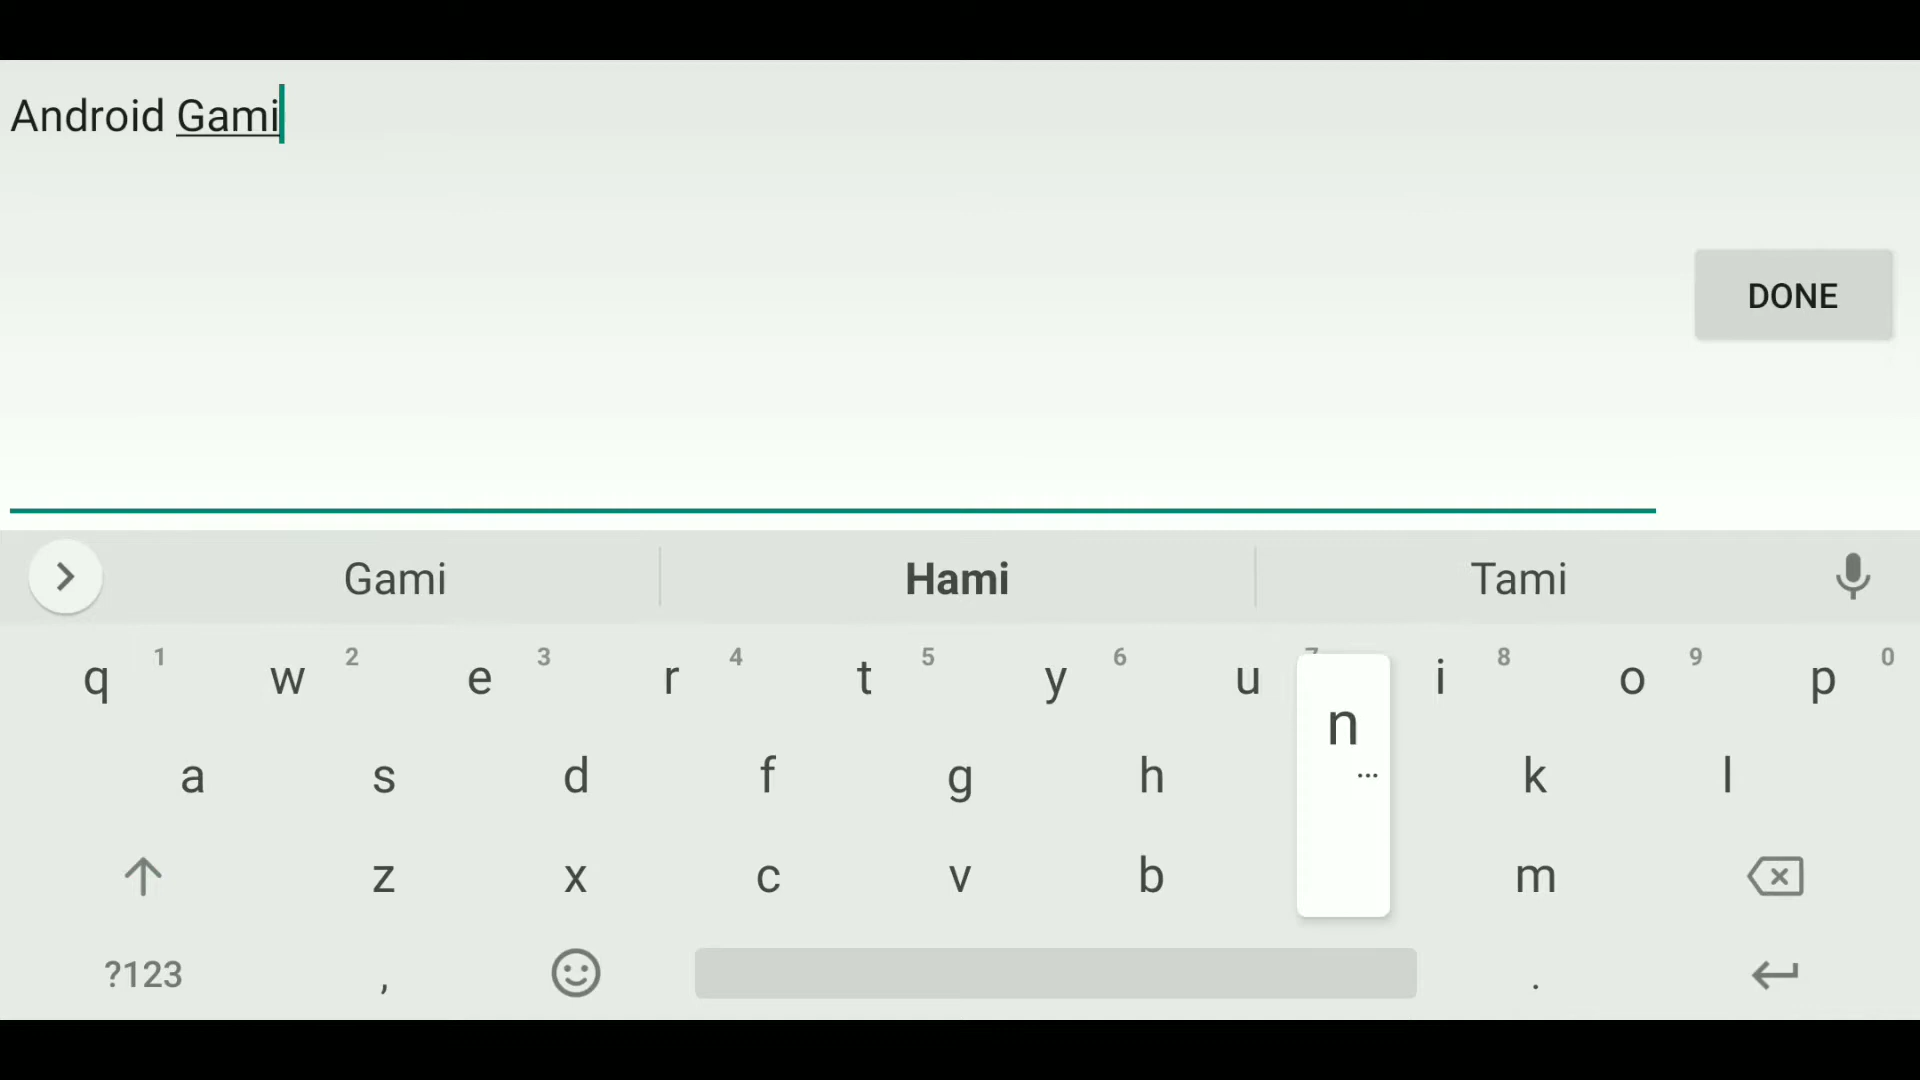 Android Gami
DONE
Gami Hami Tami
q 1 w 2 e 3 r 4 t 5 y 6 u i 8 o 9 p 0
n
...
a s d f g h k l
z x c v b m
?123 , .